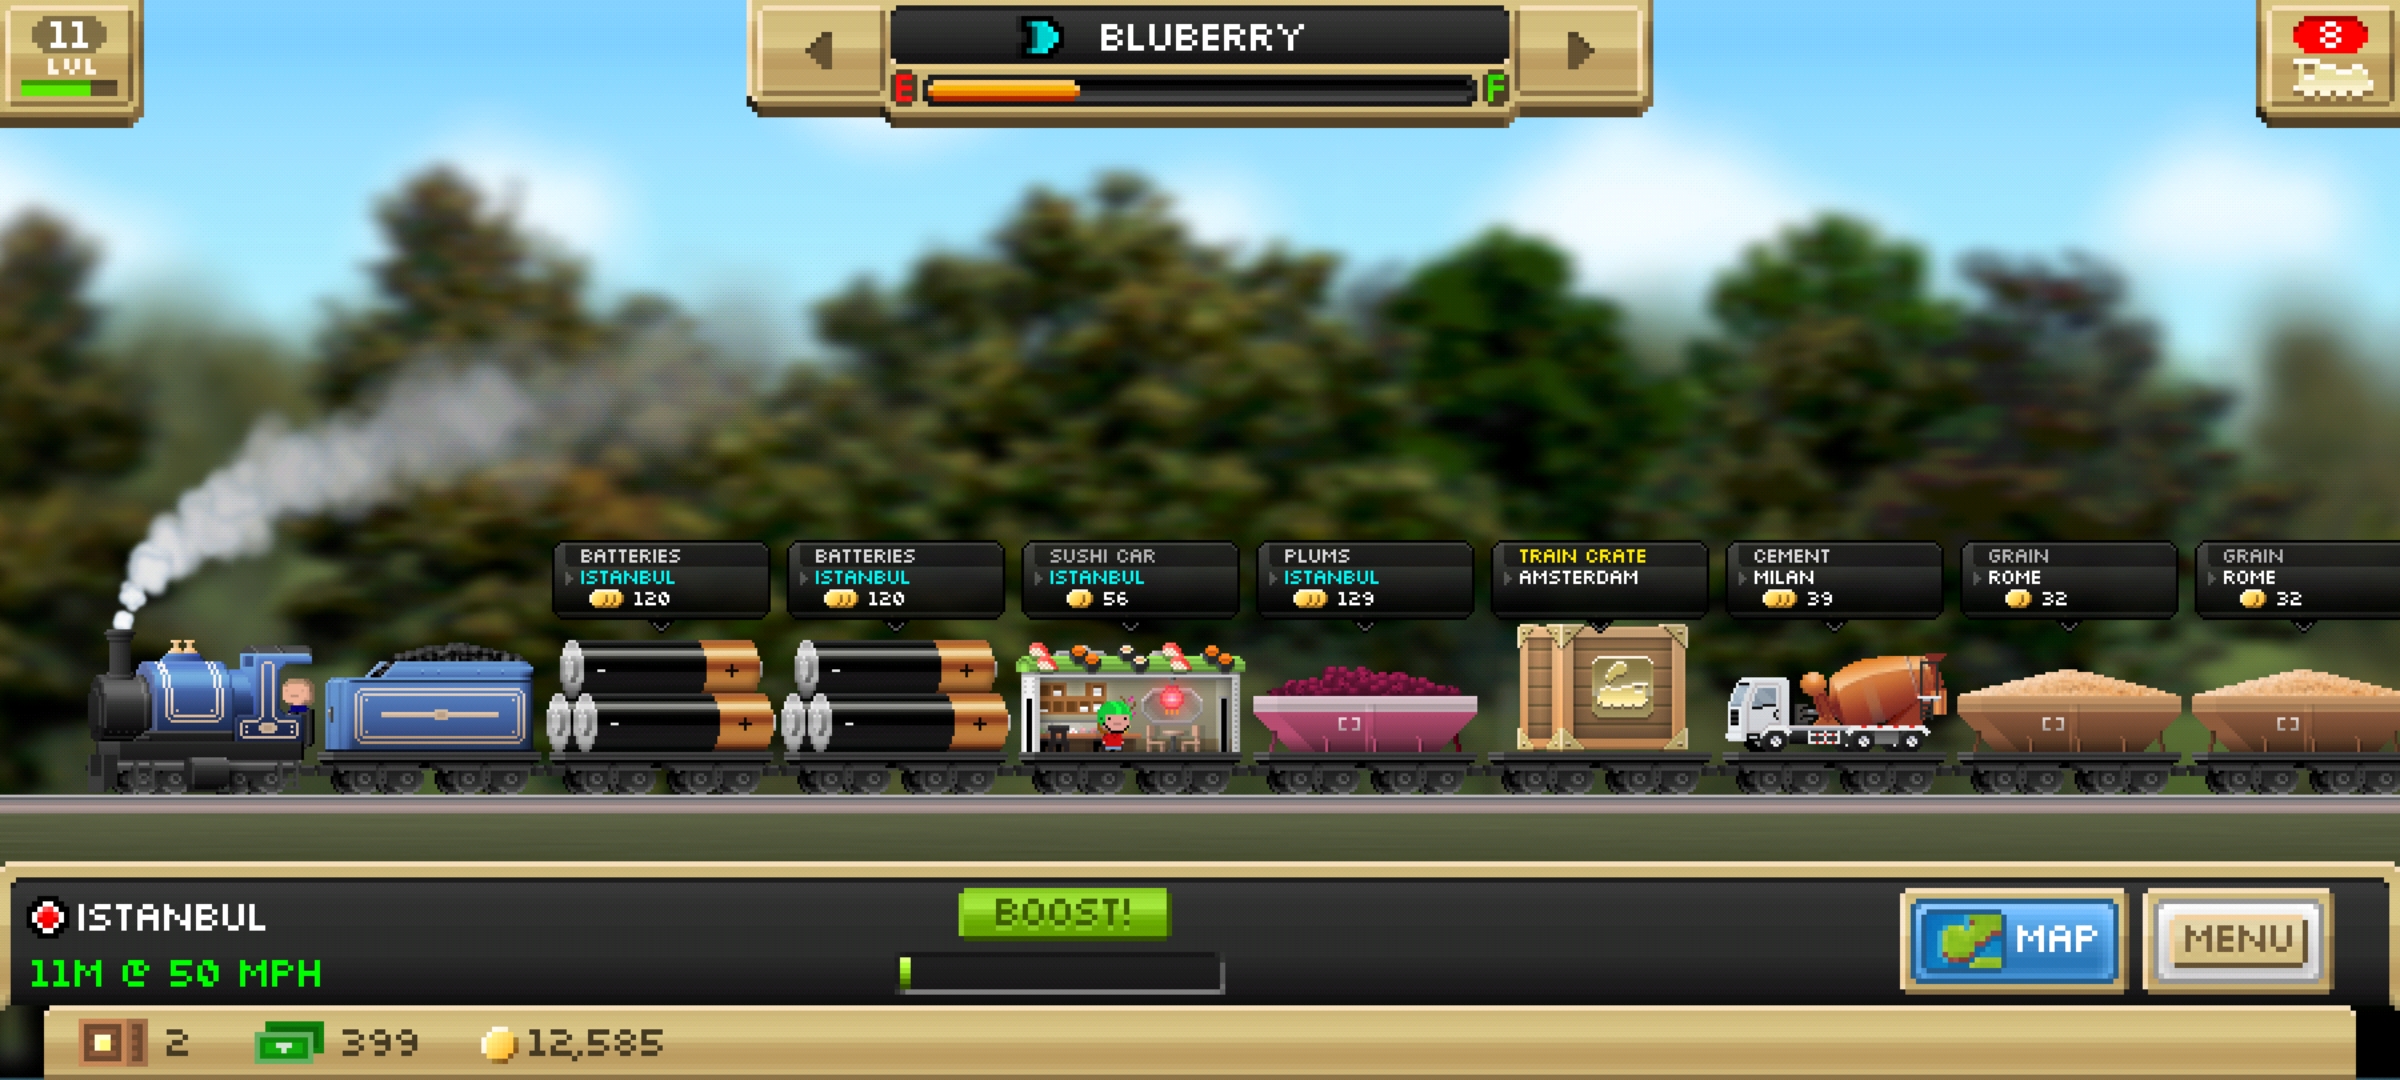 11
LVL
BLUBERRY
E
F
8
BATTERIES
ISTANBUL
120
BATTERIES
ISTANBUL
120
SUSHI CAR
ISTANBUL
56
PLUMS
ISTANBUL
129
TRAIN CRATE
AMSTERDAM
CEMENT
MILAN
39
GRAIN
ROME
32
GRAIN
ROME
32
- +
- +
- +
- +
ISTANBUL
11M @ 50 MPH
BOOST!
MAP
MENU
2
399
12,585